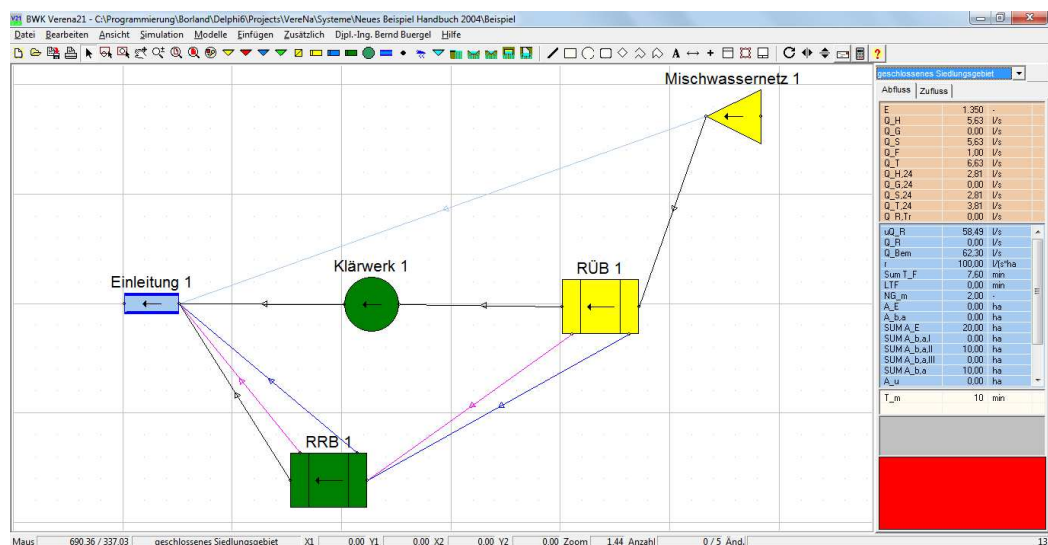 BWK Verena21 - C:\Programmierung\Borland\Delphi6\Projects\VereNa\Systeme\Neues Beispiel Handbuch 2004\Beispiel
Datei Bearbeiten Ansicht Simulation Modelle Einfügen Zusätzlich Dipl.-Ing. Bernd Buergel Hilfe
geschlossenes Siedlungsgebiet
Abfluss Zufluss
Mischwassernetz 1
Einleitung 1
Klärwerk 1
RÜB 1
RRB 1
E 1.350 -
Q_H 5,63 l/s
Q_G 0,00 l/s
Q_S 5,63 l/s
Q_F 1,00 l/s
Q_T 6,63 l/s
Q_H,24 2,81 l/s
Q_G,24 0,00 l/s
Q_S,24 2,81 l/s
Q_T,24 3,81 l/s
Q_R,Tr 0,00 l/s
uQ_R 58,49 l/s
Q_R 0,00 l/s
Q_Bem 62,30 l/s
r 100,00 l/(s*ha
Sum T_F 7,60 min
LTF 0,00 min
NG_m 2,00 -
A_E 0,00 ha
A_b,a 0,00 ha
SUM A_E 20,00 ha
SUM A_b,a,I 0,00 ha
SUM A_b,a,II 10,00 ha
SUM A_b,a,III 0,00 ha
SUM A_b,a 10,00 ha
A_u 0,00 ha
T_m 10 min
Maus 690.36 / 337.03 geschlossenes Siedlungsgebiet X1 0.00 Y1 0.00 X2 0.00 Y2 0.00 Zoom 1.44 Anzahl 0 / 5 Änd. 13